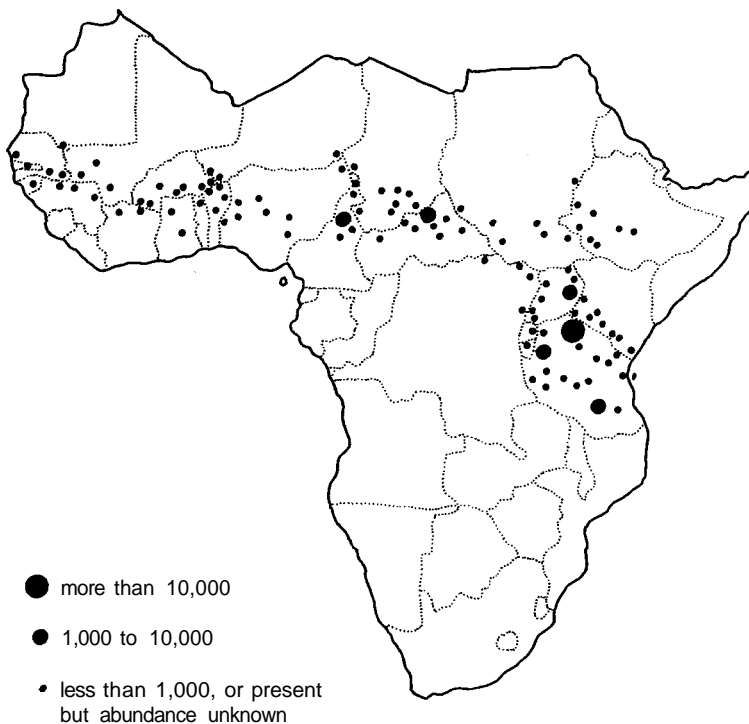 more than 10,000
1,000 to 10,000
less than 1,000, or present
but abundance unknown